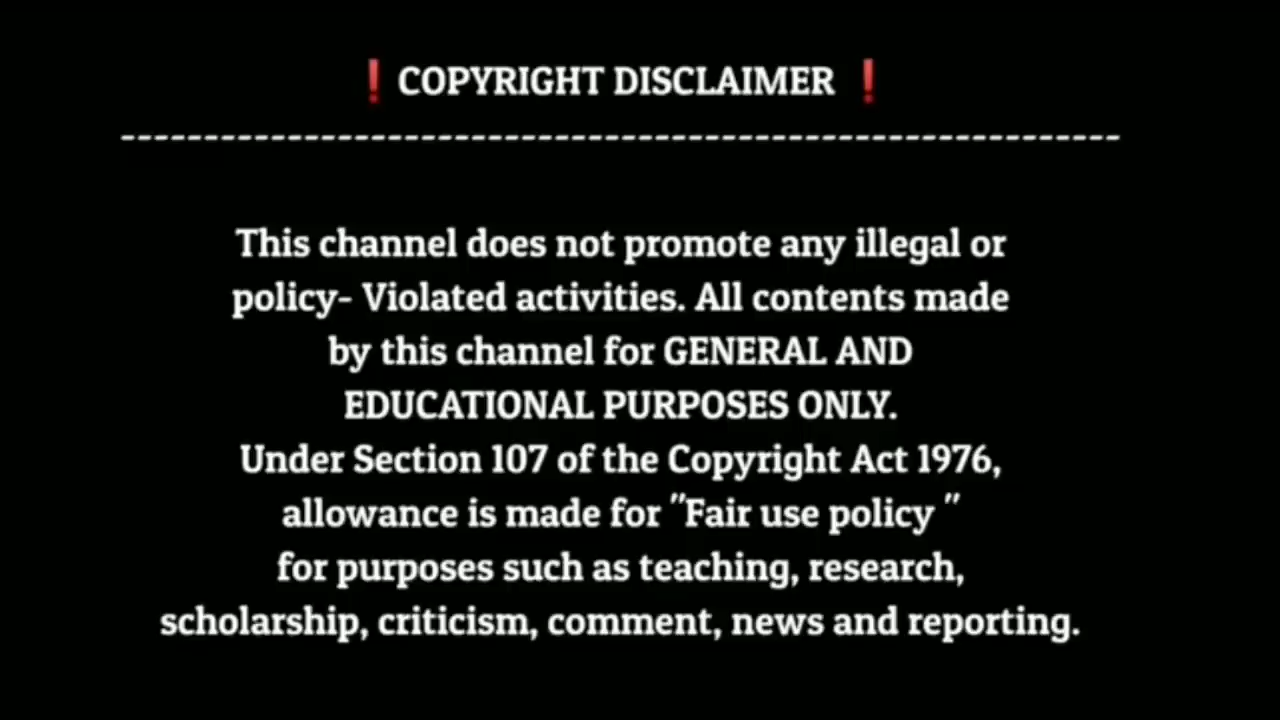 ❗COPYRIGHT DISCLAIMER ❗
-------------------------------------------------------------
This channel does not promote any illegal or
policy- Violated activities. All contents made
by this channel for GENERAL AND
EDUCATIONAL PURPOSES ONLY.
Under Section 107 of the Copyright Act 1976,
allowance is made for "Fair use policy "
for purposes such as teaching, research,
scholarship, criticism, comment, news and reporting.